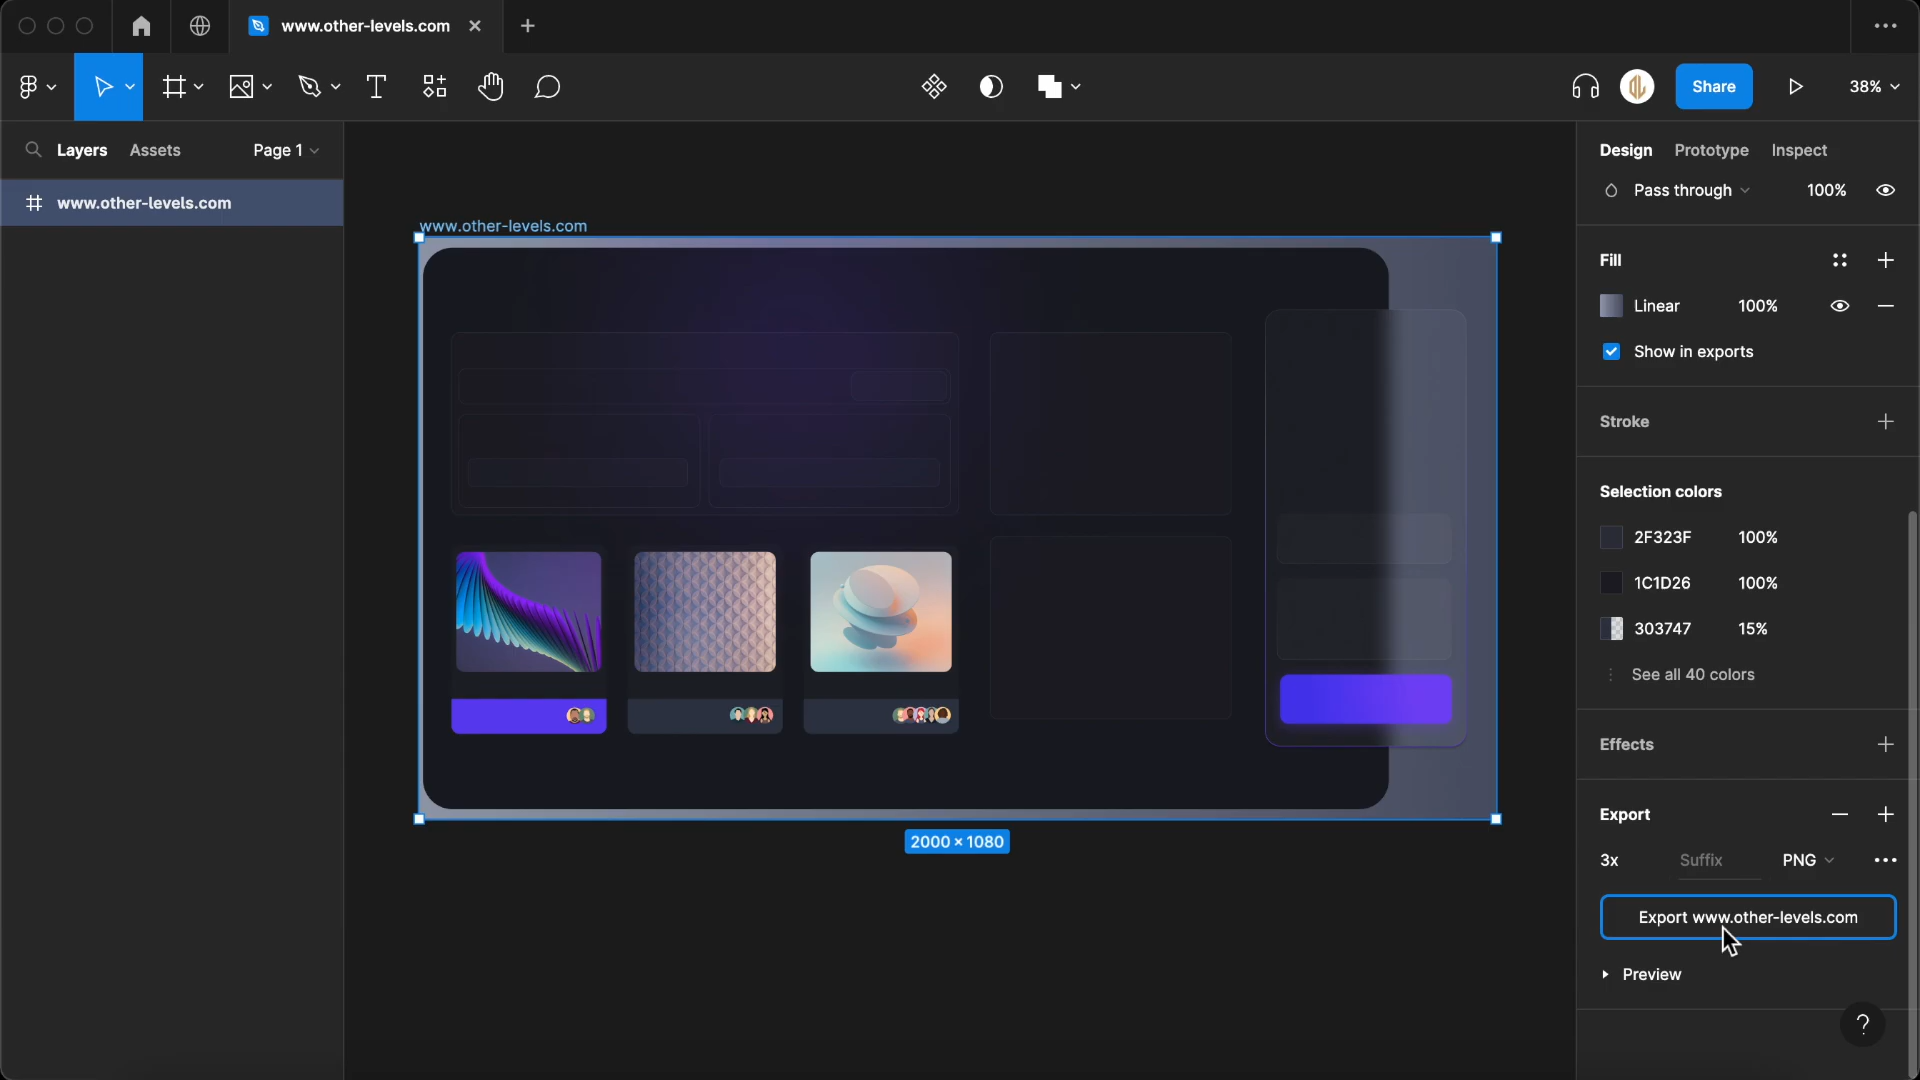 www.other-levels.com
38%
Share
Layers
Assets
Page 1
www.other-levels.com
www.other-levels.com
2000 × 1080
Design
Prototype
Inspect
Pass through
100%
Fill
Linear
100%
Show in exports
Stroke
Selection colors
2F323F
100%
1C1D26
100%
303747
15%
See all 40 colors
Effects
Export
3x
Suffix
PNG
Export www.other-levels.com
Preview
?